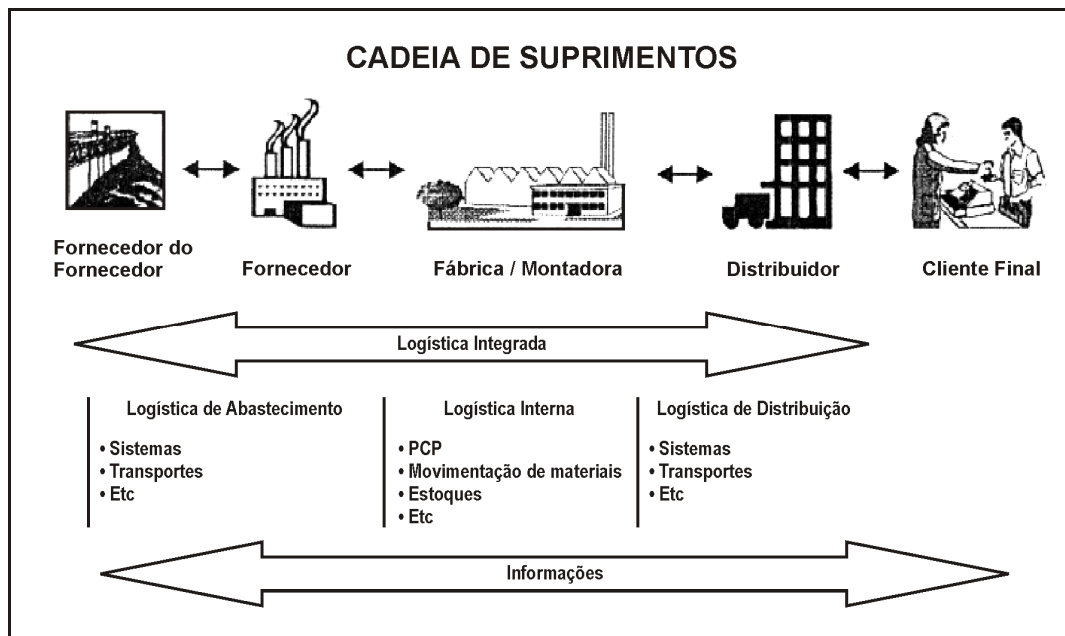 CADEIA DE SUPRIMENTOS
Fornecedor do
Fornecedor
Fornecedor
Fábrica / Montadora
Distribuidor
Cliente Final
Logística Integrada
Logística de Abastecimento
• Sistemas
• Transportes
• Etc
Logística Interna
• PCP
• Movimentação de materiais
• Estoques
• Etc
Logística de Distribuição
• Sistemas
• Transportes
• Etc
Informações